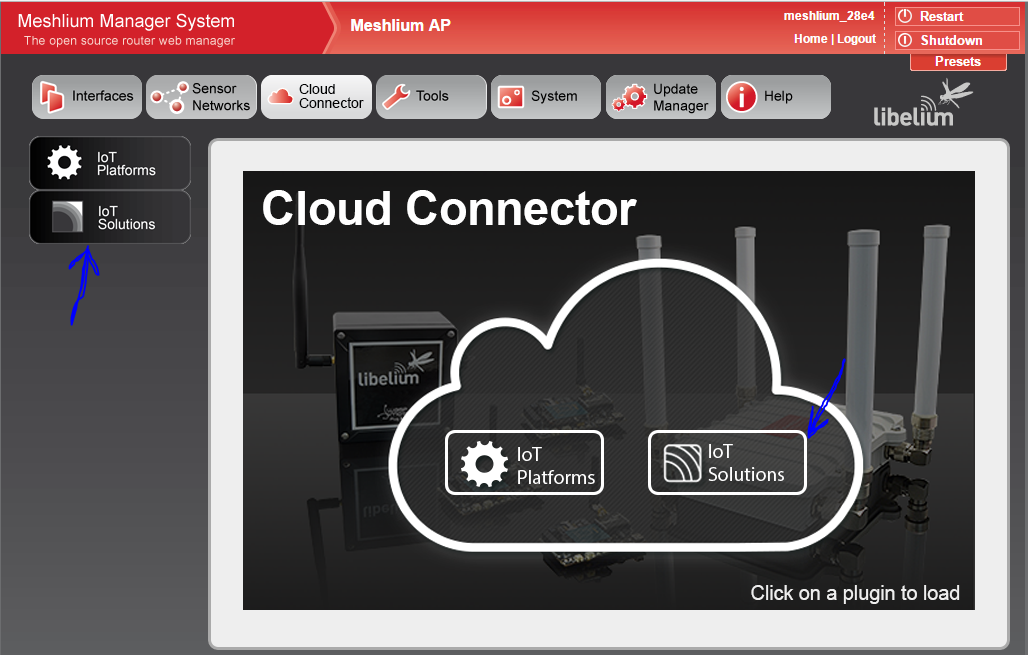 Meshlium Manager System
The open source router web manager
Meshlium AP
meshlium_28e4
Home | Logout
Restart
Shutdown
Presets
Interfaces
Sensor
Networks
Cloud
Connector
Tools
System
Update
Manager
Help
libelium
IoT
Platforms
IoT
Solutions
Cloud Connector
libelium
IoT
Platforms
IoT
Solutions
Click on a plugin to load